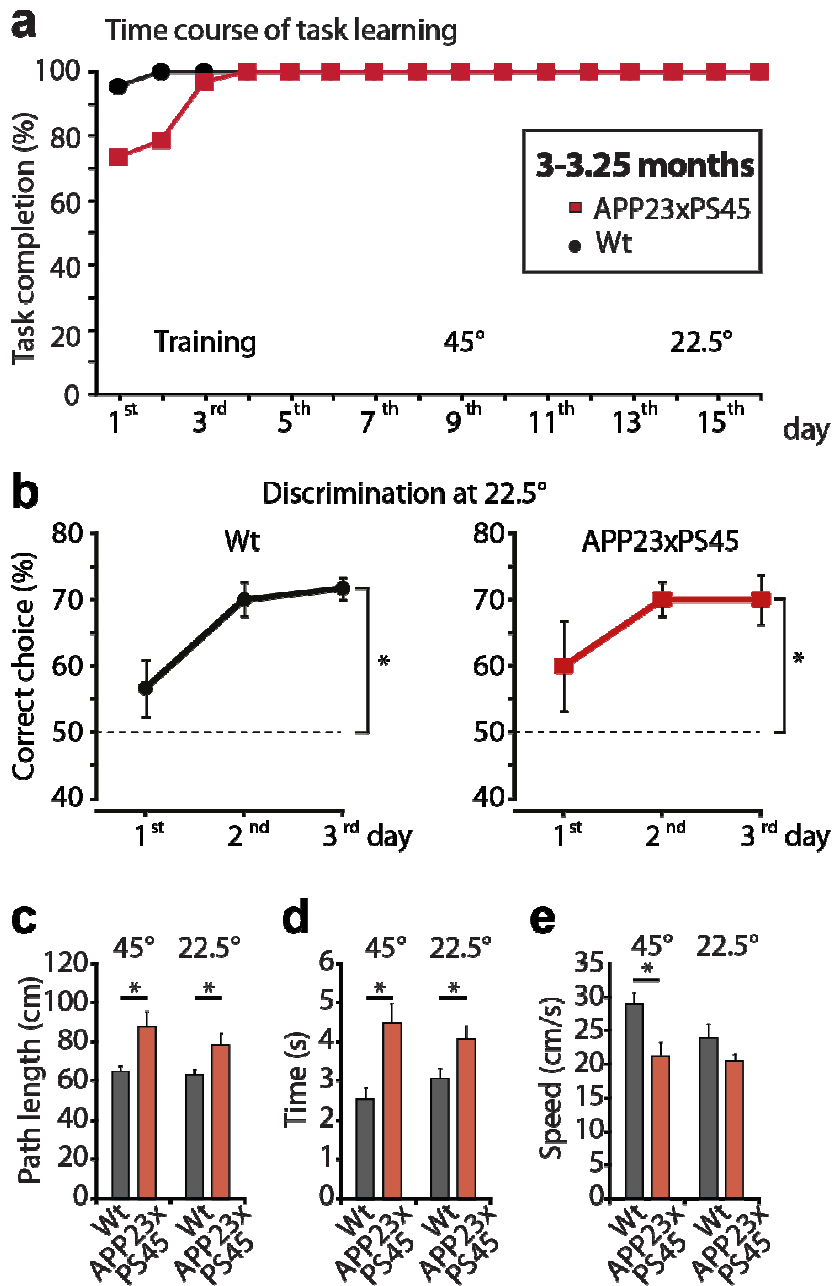 a Time course of task learning
Task completion (%)
100
80
60
40
20
0
3-3.25 months
APP23xPS45
Wt
Training 45° 22.5°
1st 3rd 5th 7th 9th 11th 13th 15th day
b Discrimination at 22.5°
Wt APP23xPS45
Correct choice (%)
80 80
70 70
60 60
50 50
40 40
* *
1st 2nd 3rd day 1st 2nd 3rd day
c d e
45° 22.5° 45° 22.5° 45° 22.5°
Path length (cm)
120
100
80
60
40
20
0
* *
Wt APP23x PS45 Wt APP23x PS45
Time (s)
6
5
4
3
2
1
0
* *
Wt APP23x PS45 Wt APP23x PS45
Speed (cm/s)
35
30
25
20
15
10
5
0
*
Wt APP23x PS45 Wt APP23x PS45